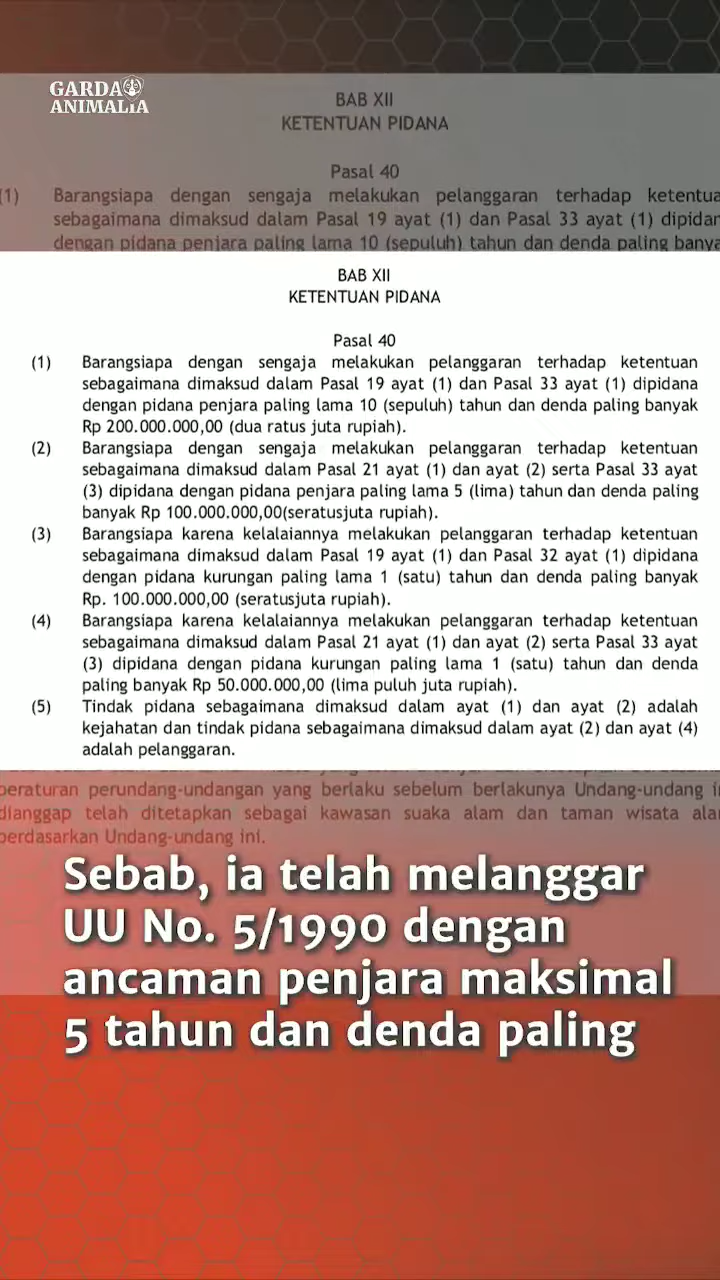 GARDA
ANIMALIA
BAB XII
KETENTUAN PIDANA
Pasal 40
(1) Barangsiapa dengan sengaja melakukan pelanggaran terhadap ketentua
sebagaimana dimaksud dalam Pasal 19 ayat (1) dan Pasal 33 ayat (1) dipidan
dengan pidana penjara paling lama 10 (sepuluh) tahun dan denda paling banya
BAB XII
KETENTUAN PIDANA
Pasal 40
(1) Barangsiapa dengan sengaja melakukan pelanggaran terhadap ketentuan
sebagaimana dimaksud dalam Pasal 19 ayat (1) dan Pasal 33 ayat (1) dipidana
dengan pidana penjara paling lama 10 (sepuluh) tahun dan denda paling banyak
Rp 200.000.000,00 (dua ratus juta rupiah).
(2) Barangsiapa dengan sengaja melakukan pelanggaran terhadap ketentuan
sebagaimana dimaksud dalam Pasal 21 ayat (1) dan ayat (2) serta Pasal 33 ayat
(3) dipidana dengan pidana penjara paling lama 5 (lima) tahun dan denda paling
banyak Rp 100.000.000,00(seratusjuta rupiah).
(3) Barangsiapa karena kelalaiannya melakukan pelanggaran terhadap ketentuan
sebagaimana dimaksud dalam Pasal 19 ayat (1) dan Pasal 32 ayat (1) dipidana
dengan pidana kurungan paling lama 1 (satu) tahun dan denda paling banyak
Rp. 100.000.000,00 (seratusjuta rupiah).
(4) Barangsiapa karena kelalaiannya melakukan pelanggaran terhadap ketentuan
sebagaimana dimaksud dalam Pasal 21 ayat (1) dan ayat (2) serta Pasal 33 ayat
(3) dipidana dengan pidana kurungan paling lama 1 (satu) tahun dan denda
paling banyak Rp 50.000.000,00 (lima puluh juta rupiah).
(5) Tindak pidana sebagaimana dimaksud dalam ayat (1) dan ayat (2) adalah
kejahatan dan tindak pidana sebagaimana dimaksud dalam ayat (2) dan ayat (4)
adalah pelanggaran.
peraturan perundang-undangan yang berlaku sebelum berlakunya Undang-undang i
dianggap telah ditetapkan sebagai kawasan suaka alam dan taman wisata ala
berdasarkan Undang-undang ini.
Sebab, ia telah melanggar
UU No. 5/1990 dengan
ancaman penjara maksimal
5 tahun dan denda paling